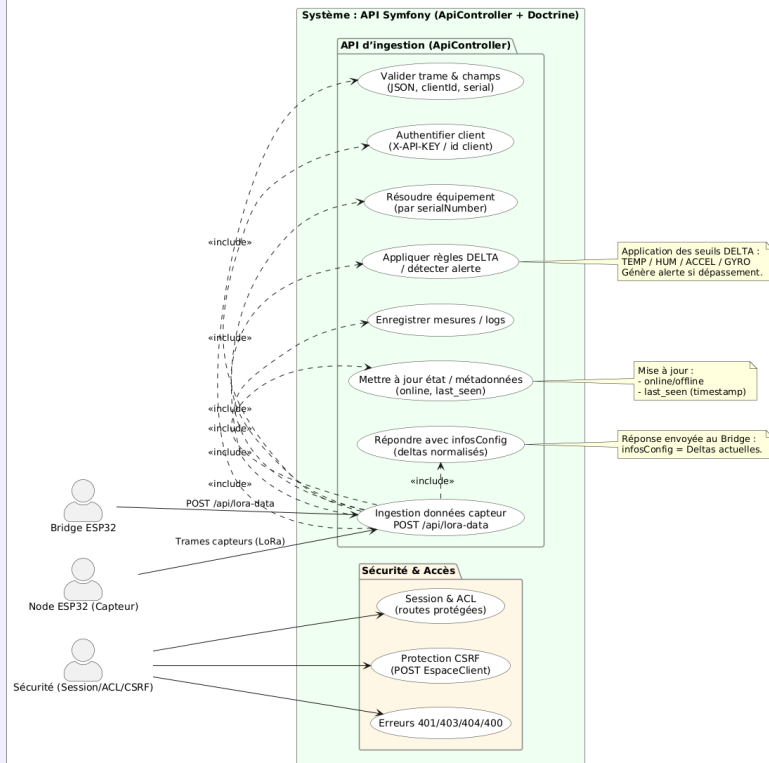 Système : API Symfony (ApiController + Doctrine)
API d’ingestion (ApiController)
Valider trame & champs
(JSON, clientId, serial)
Authentifier client
(X-API-KEY / id client)
Résoudre équipement
(par serialNumber)
«include»
Appliquer règles DELTA
/ détecter alerte
Application des seuils DELTA :
TEMP / HUM / ACCEL / GYRO
Génère alerte si dépassement.
Enregistrer mesures / logs
«include»
Mettre à jour état / métadonnées
(online, last_seen)
Mise à jour :
- online/offline
- last_seen (timestamp)
«include»
«include»
Répondre avec infosConfig
(deltas normalisés)
Réponse envoyée au Bridge :
infosConfig = Deltas actuelles.
«include»
«include»
«include»
POST /api/lora-data
Bridge ESP32
Ingestion données capteur
POST /api/lora-data
Trames capteurs (LoRa)
Node ESP32 (Capteur)
Sécurité & Accès
Session & ACL
(routes protégées)
Sécurité (Session/ACL/CSRF)
Protection CSRF
(POST EspaceClient)
Erreurs 401/403/404/400